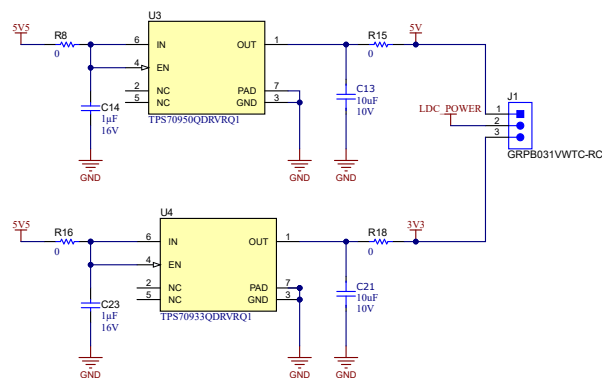 U3
5V5
R8
0
6
IN
OUT
1
R15
0
5V
4
EN
2
NC
PAD
7
5
NC
GND
3
TPS70950QDRVRQ1
C14
1µF
16V
C13
10uF
10V
J1
LDC_POWER
1
2
3
GRPB031VWTC-RC
GND
GND
GND
U4
5V5
R16
0
6
IN
OUT
1
R18
0
3V3
4
EN
2
NC
PAD
7
5
NC
GND
3
TPS70933QDRVRQ1
C23
1µF
16V
C21
10uF
10V
GND
GND
GND